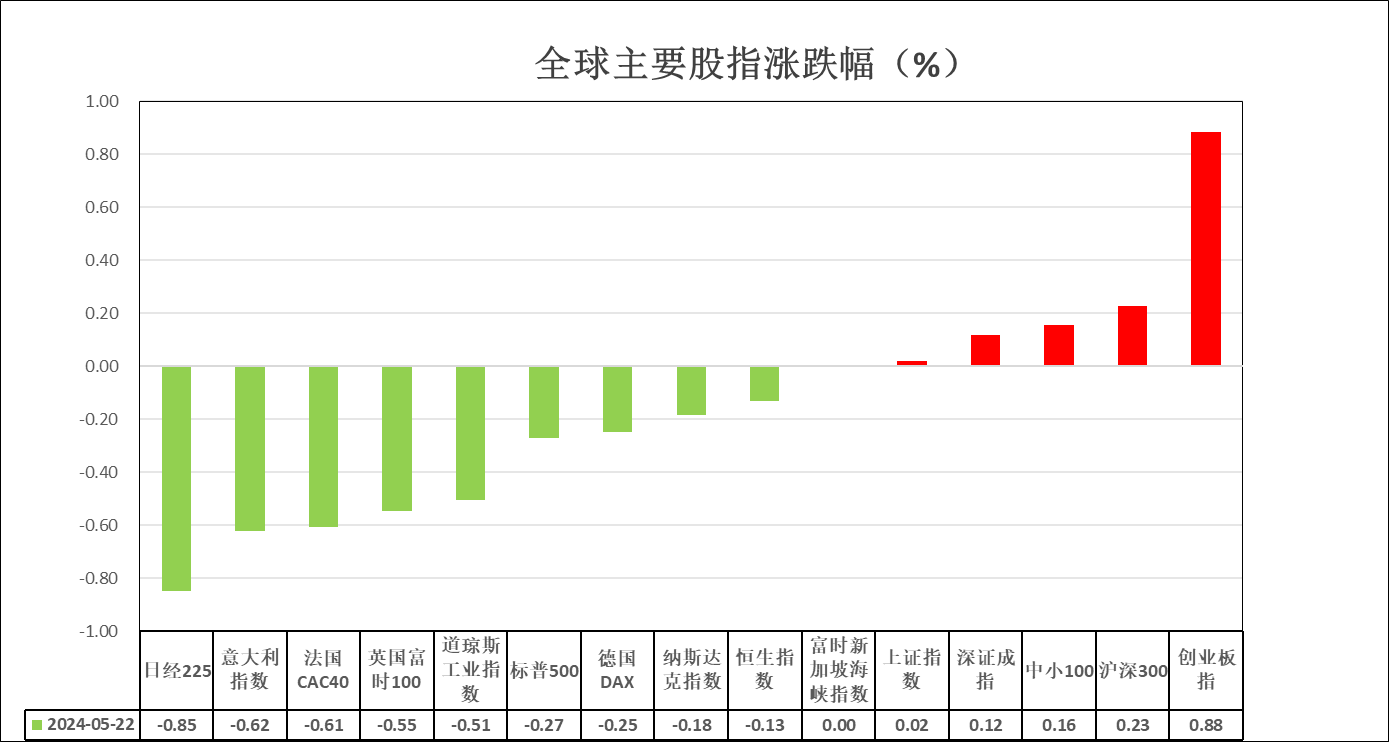 全球主要股指涨跌幅（%）
1.00
0.80
0.60
0.40
0.20
0.00
-0.20
-0.40
-0.60
-0.80
-1.00
日经225
意大利
指数
法国
CAC40
英国富
时100
道琼斯
工业指
数
标普500
德国
DAX
纳斯达
克指数
恒生指
数
富时新
加坡海
峡指数
上证指
数
深证成
指
中小100
沪深300
创业板
指
2024-05-22 -0.85 -0.62 -0.61 -0.55 -0.51 -0.27 -0.25 -0.18 -0.13 0.00 0.02 0.12 0.16 0.23 0.88